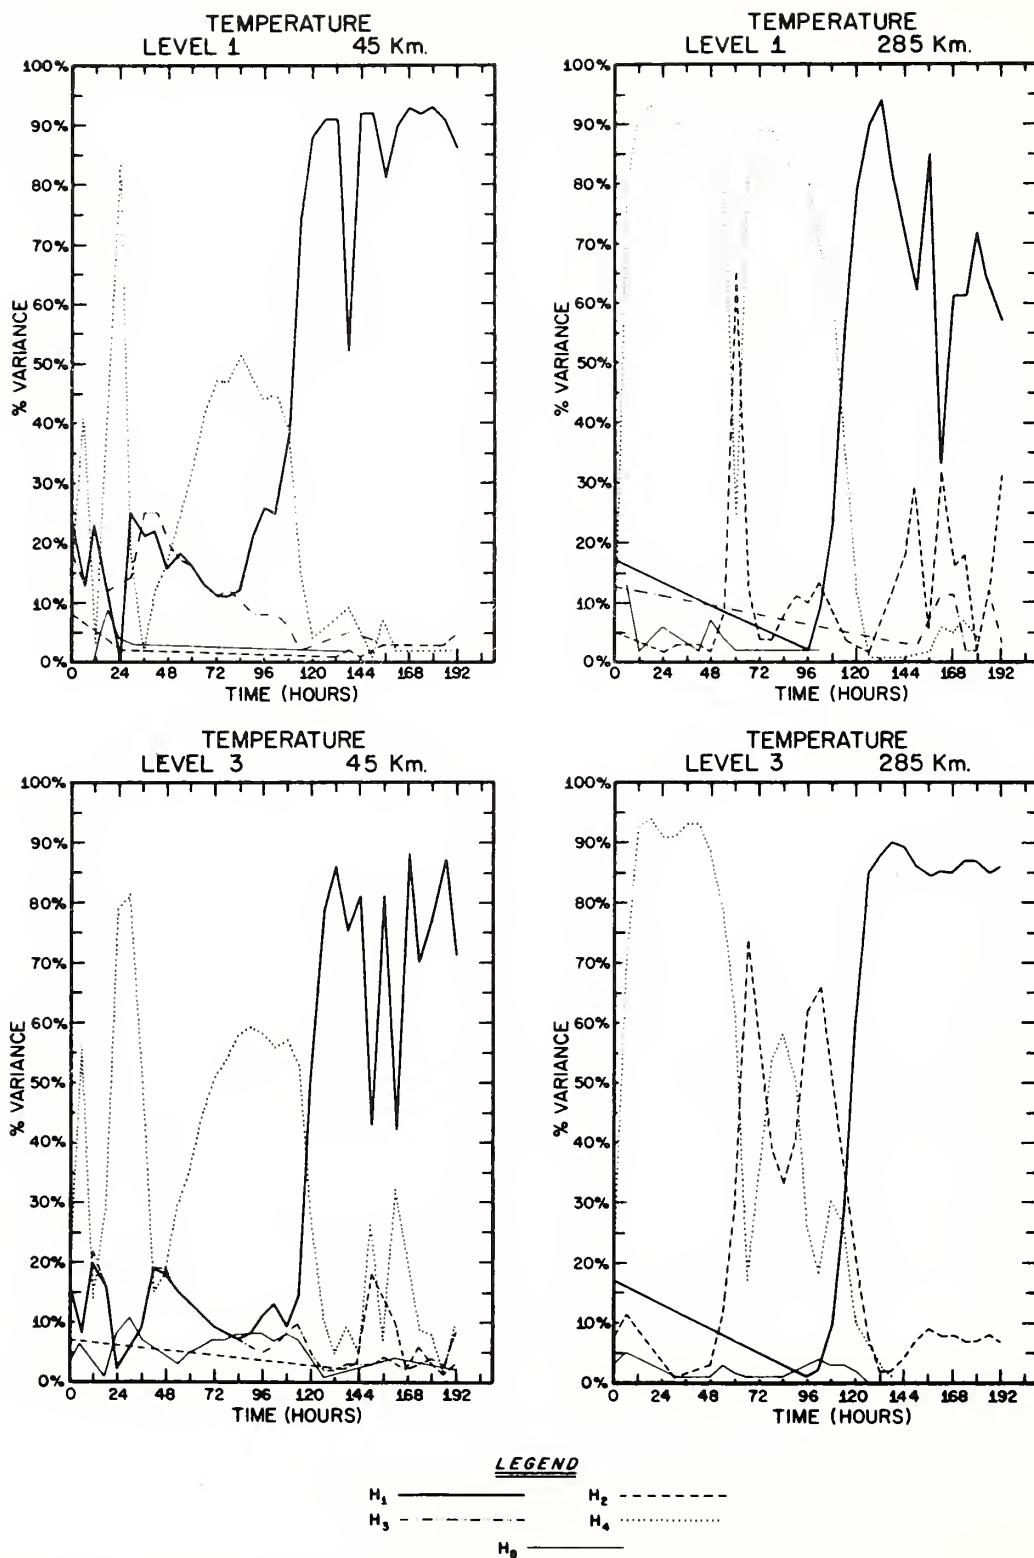 TEMPERATURE
LEVEL 1 45 Km.
100%
90%
80%
70%
60%
50%
40%
30%
20%
10%
0%
% VARIANCE
0 24 48 72 96 120 144 168 192
TIME (HOURS)
TEMPERATURE
LEVEL 1 285 Km.
100%
90%
80%
70%
60%
50%
40%
30%
20%
10%
0%
% VARIANCE
0 24 48 72 96 120 144 168 192
TIME (HOURS)
TEMPERATURE
LEVEL 3 45 Km.
100%
90%
80%
70%
60%
50%
40%
30%
20%
10%
0%
% VARIANCE
0 24 48 72 96 120 144 168 192
TIME (HOURS)
TEMPERATURE
LEVEL 3 285 Km.
100%
90%
80%
70%
60%
50%
40%
30%
20%
10%
0%
% VARIANCE
0 24 48 72 96 120 144 168 192
TIME (HOURS)
LEGEND
H₁ H₂
H₃ H₄
H₀